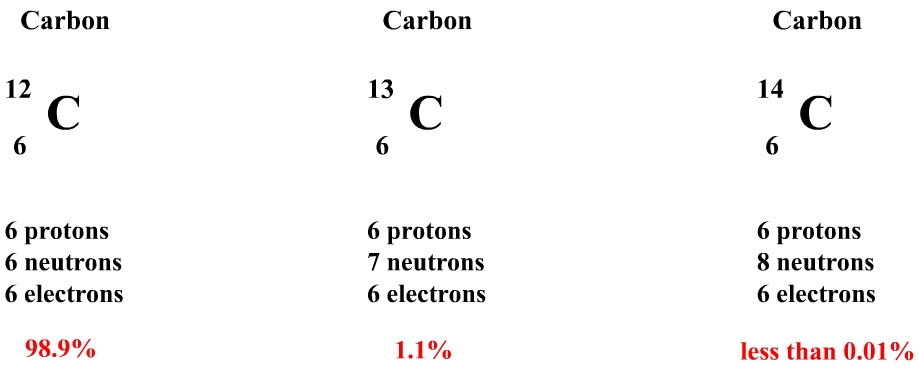 Carbon
12
6
C
6 protons
6 neutrons
6 electrons
98.9%
Carbon
13
6
C
6 protons
7 neutrons
6 electrons
1.1%
Carbon
14
6
C
6 protons
8 neutrons
6 electrons
less than 0.01%